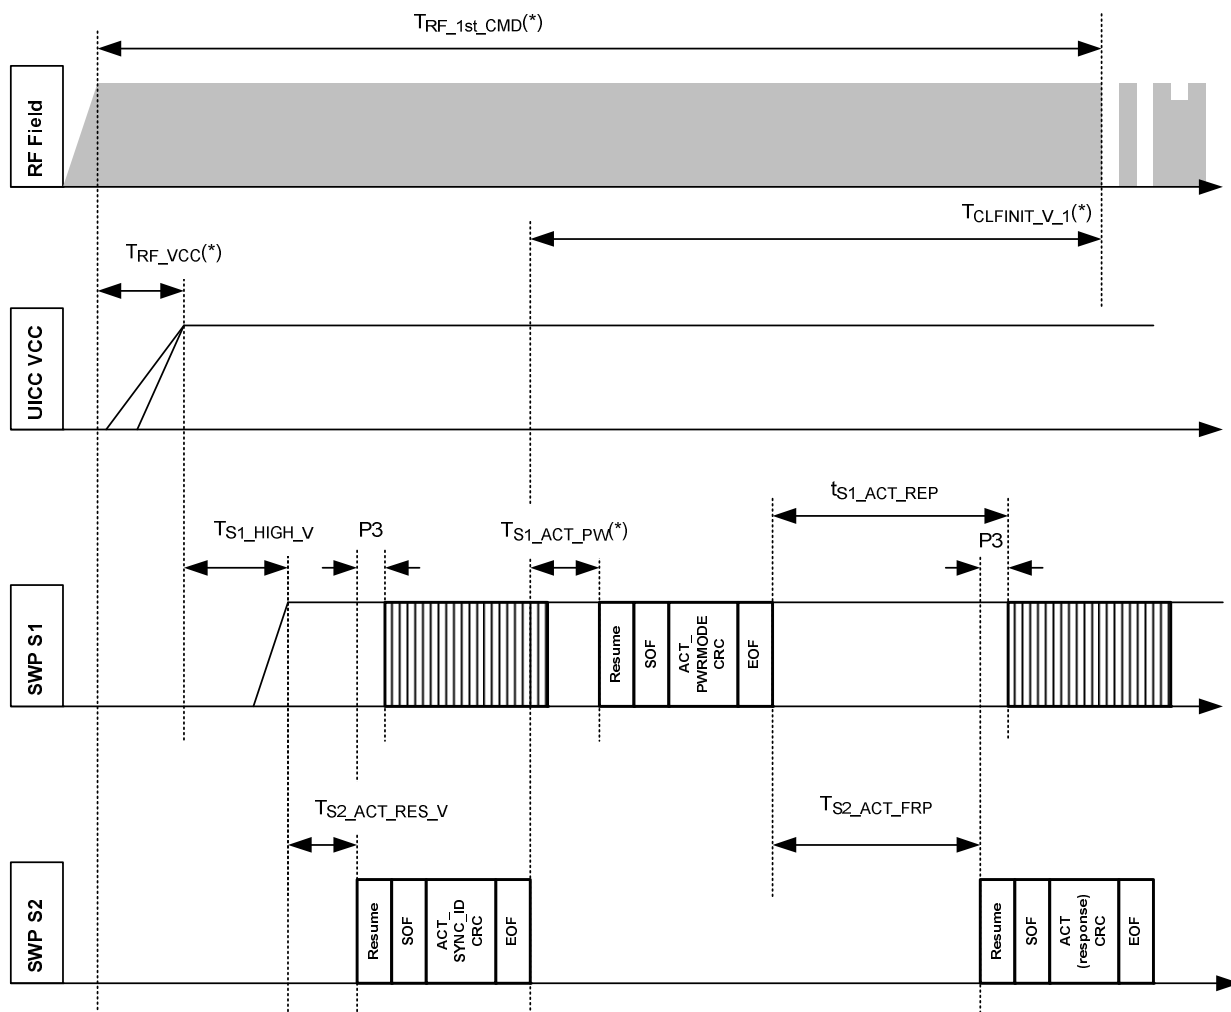 TRF_1st_CMD(*)
RF Field
TCLFINIT_V_1(*)
TRF_VCC(*)
UICC VCC
tS1_ACT_REP
TS1_HIGH_V
P3
TS1_ACT_PW(*)
P3
SWP S1
Resume
SOF
ACT_
PWRMODE
CRC
EOF
TS2_ACT_RES_V
TS2_ACT_FRP
SWP S2
Resume
SOF
ACT_
SYNC_ID
CRC
EOF
Resume
SOF
ACT
(response)
CRC
EOF